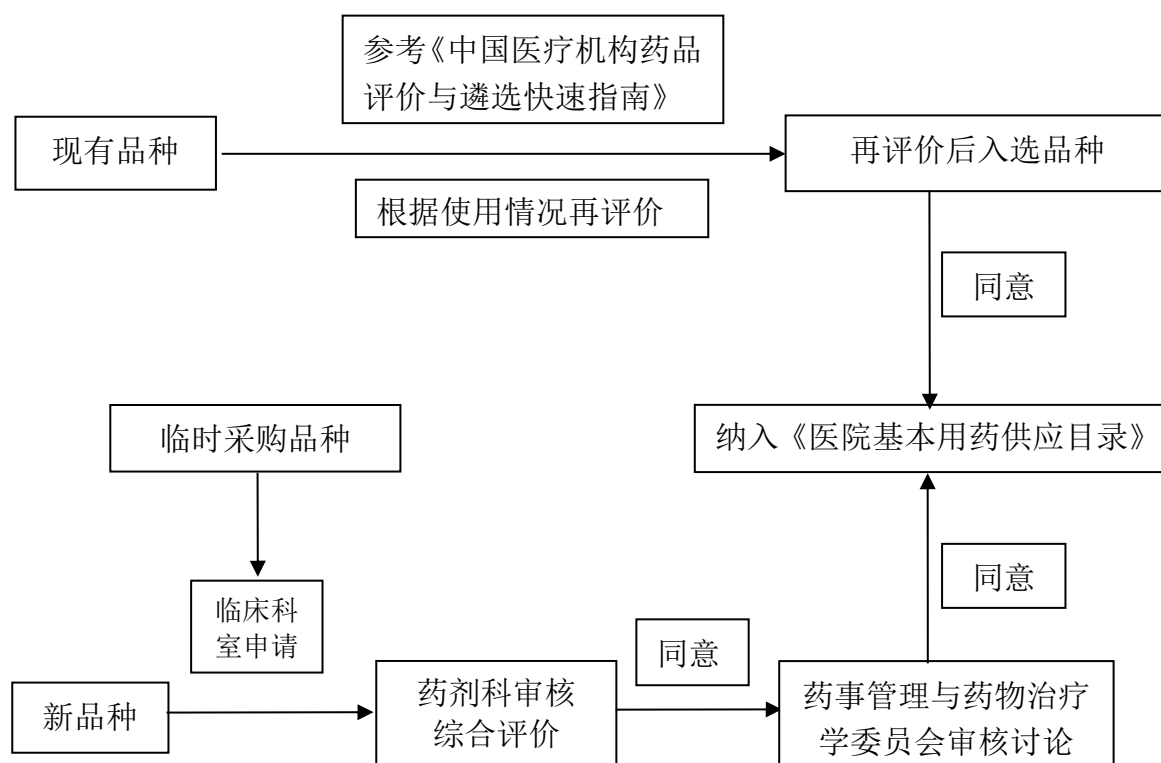 参考《中国医疗机构药品
评价与遴选快速指南》
现有品种
再评价后入选品种
根据使用情况再评价
同意
临时采购品种
纳入《医院基本用药供应目录》
临床科
室申请
同意
同意
新品种
药剂科审核
综合评价
药事管理与药物治疗
学委员会审核讨论